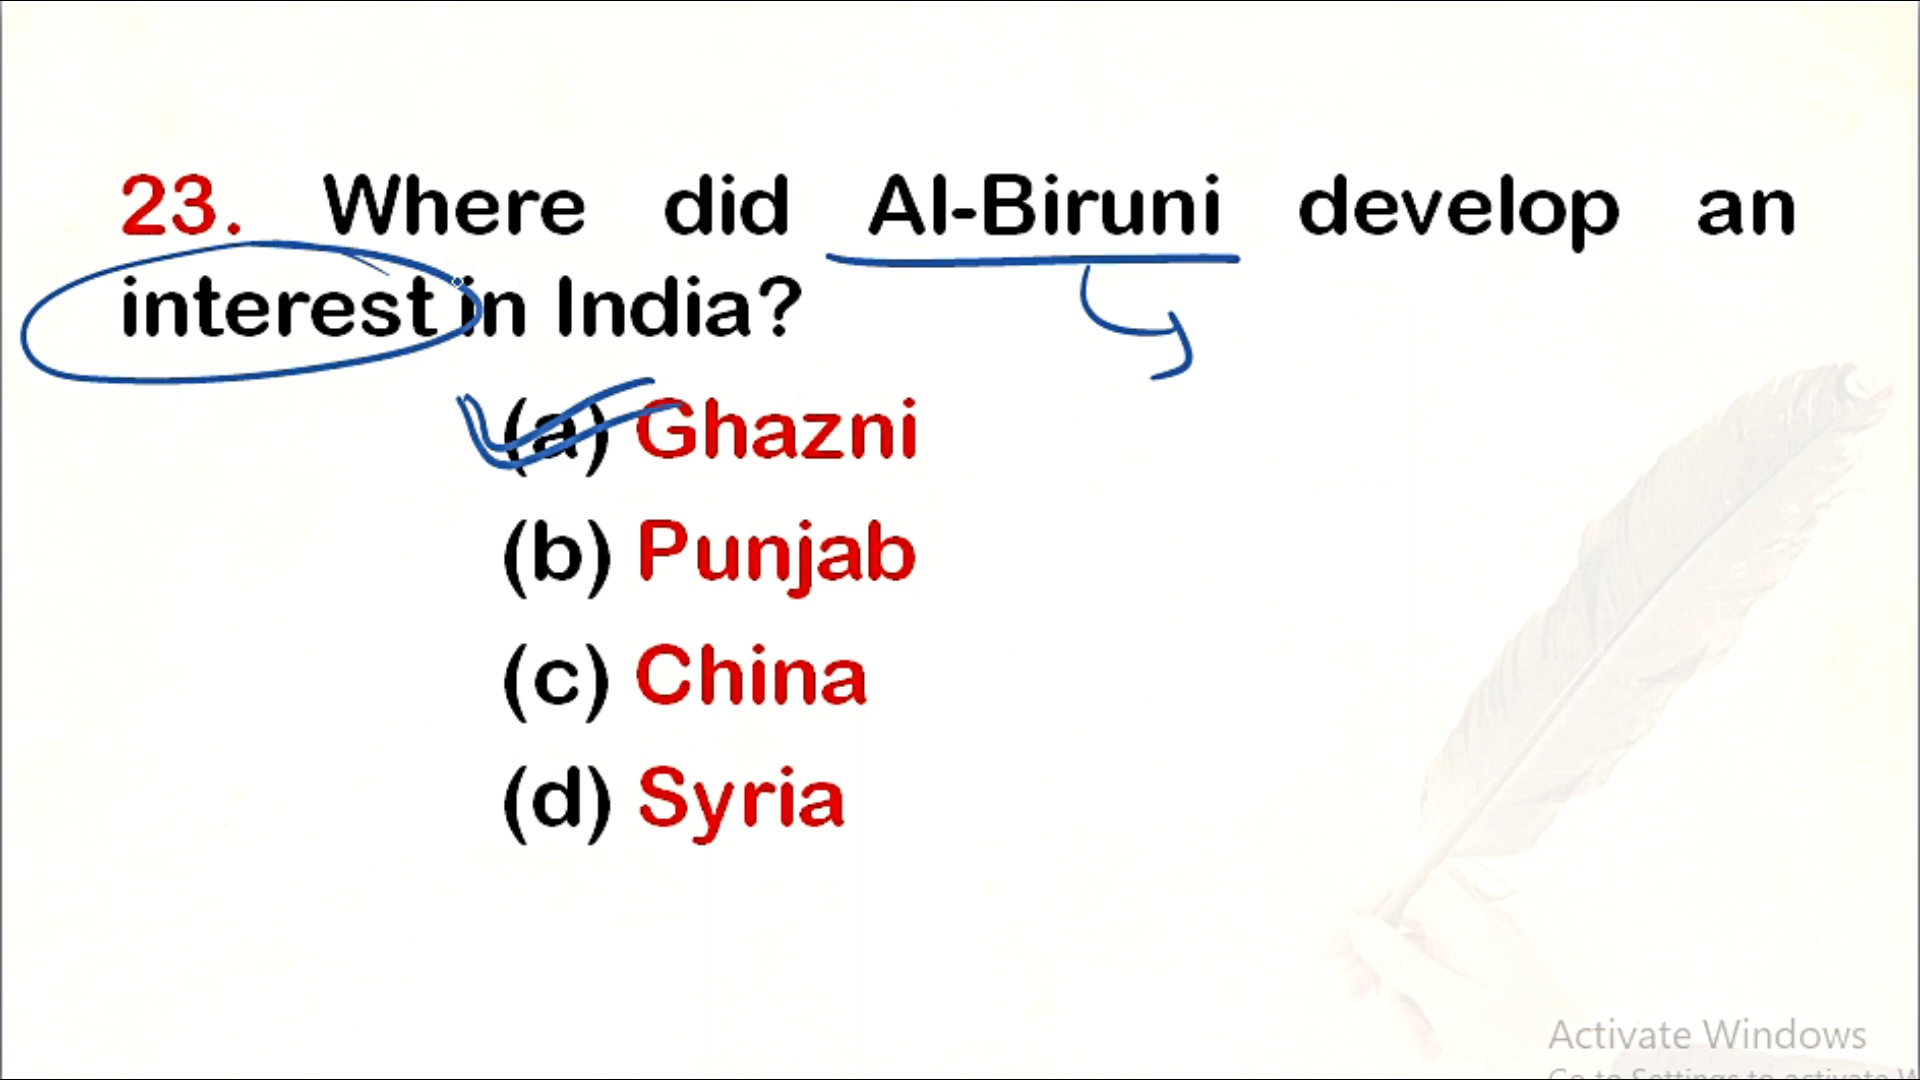 23. Where did Al-Biruni develop an
interest in India?
(a) Ghazni
(b) Punjab
(c) China
(d) Syria
Activate Windows
Go to Settings to activate W